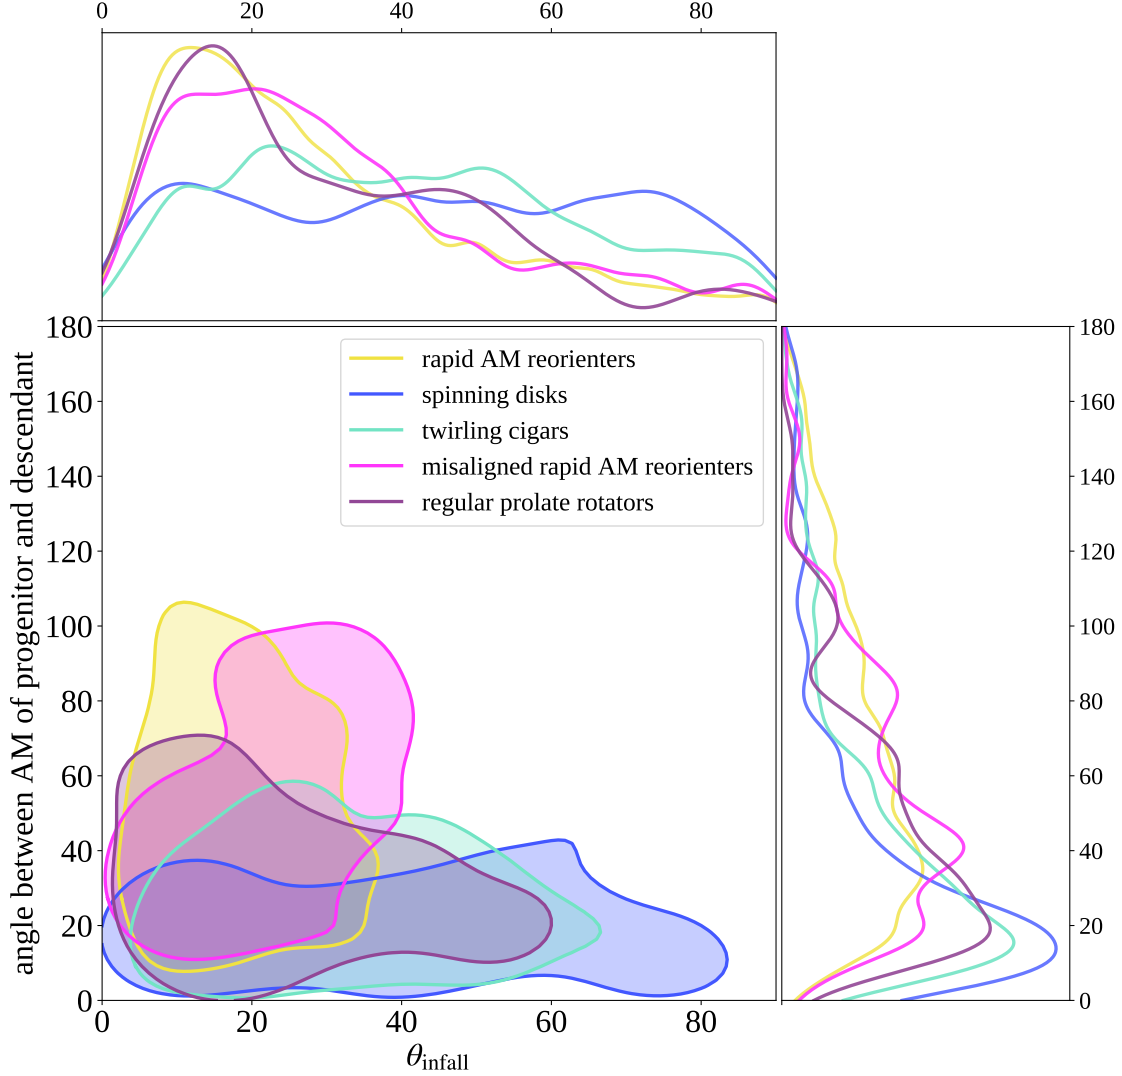 0 20 40 60 80
180
160
140
120
100
80
60
40
20
0
angle between AM of progenitor and descendant
rapid AM reorienters
spinning disks
twirling cigars
misaligned rapid AM reorienters
regular prolate rotators
180
160
140
120
100
80
60
40
20
0
0 20 40 60 80
θinfall